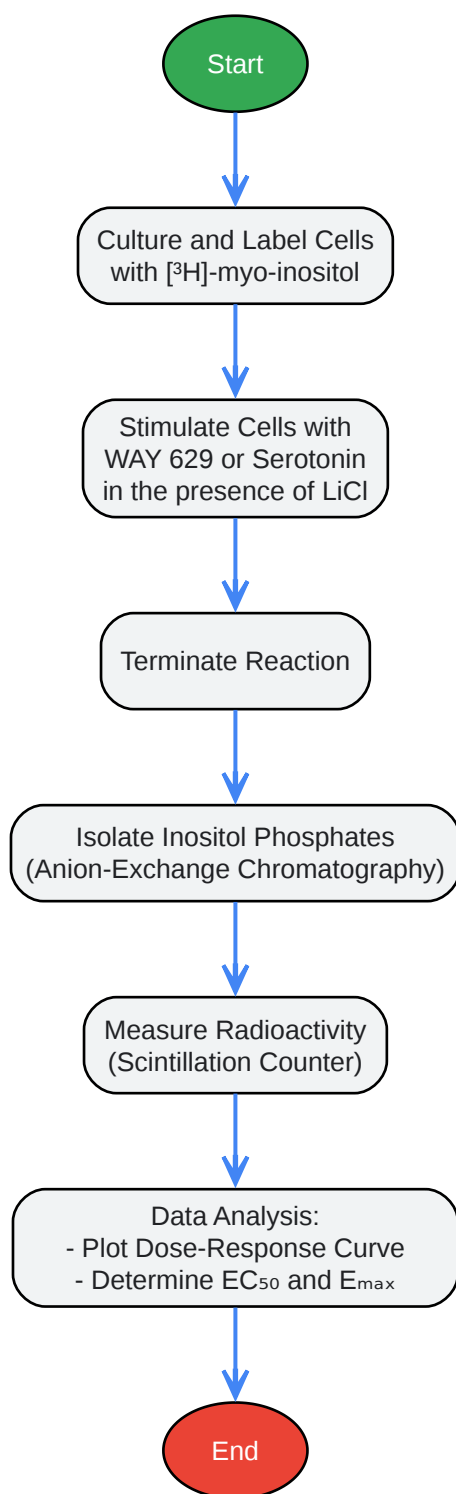 Start
Culture and Label Cells
with [³H]-myo-inositol
Stimulate Cells with
WAY 629 or Serotonin
in the presence of LiCl
Terminate Reaction
Isolate Inositol Phosphates
(Anion-Exchange Chromatography)
Measure Radioactivity
(Scintillation Counter)
Data Analysis:
- Plot Dose-Response Curve
- Determine EC₅₀ and Eₘₐₓ
End